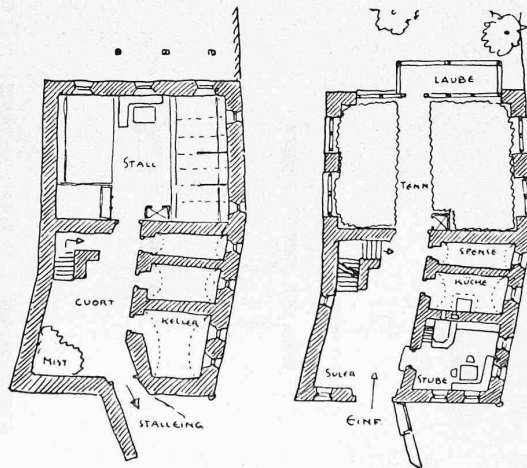 STALL
CUORT
KELLER
MIST
STALLEING.
LAUBE
TENN
SPENSE
KÜCHE
SULER
STUBE
EINF.